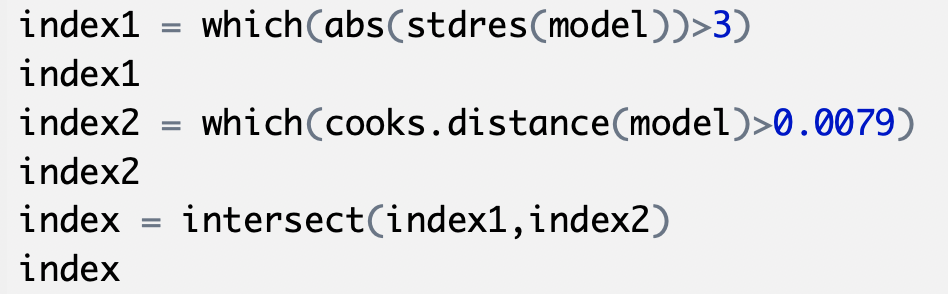 index1 = which(abs(stdres(model))>3)
index1
index2 = which(cooks.distance(model)>0.0079)
index2
index = intersect(index1,index2)
index